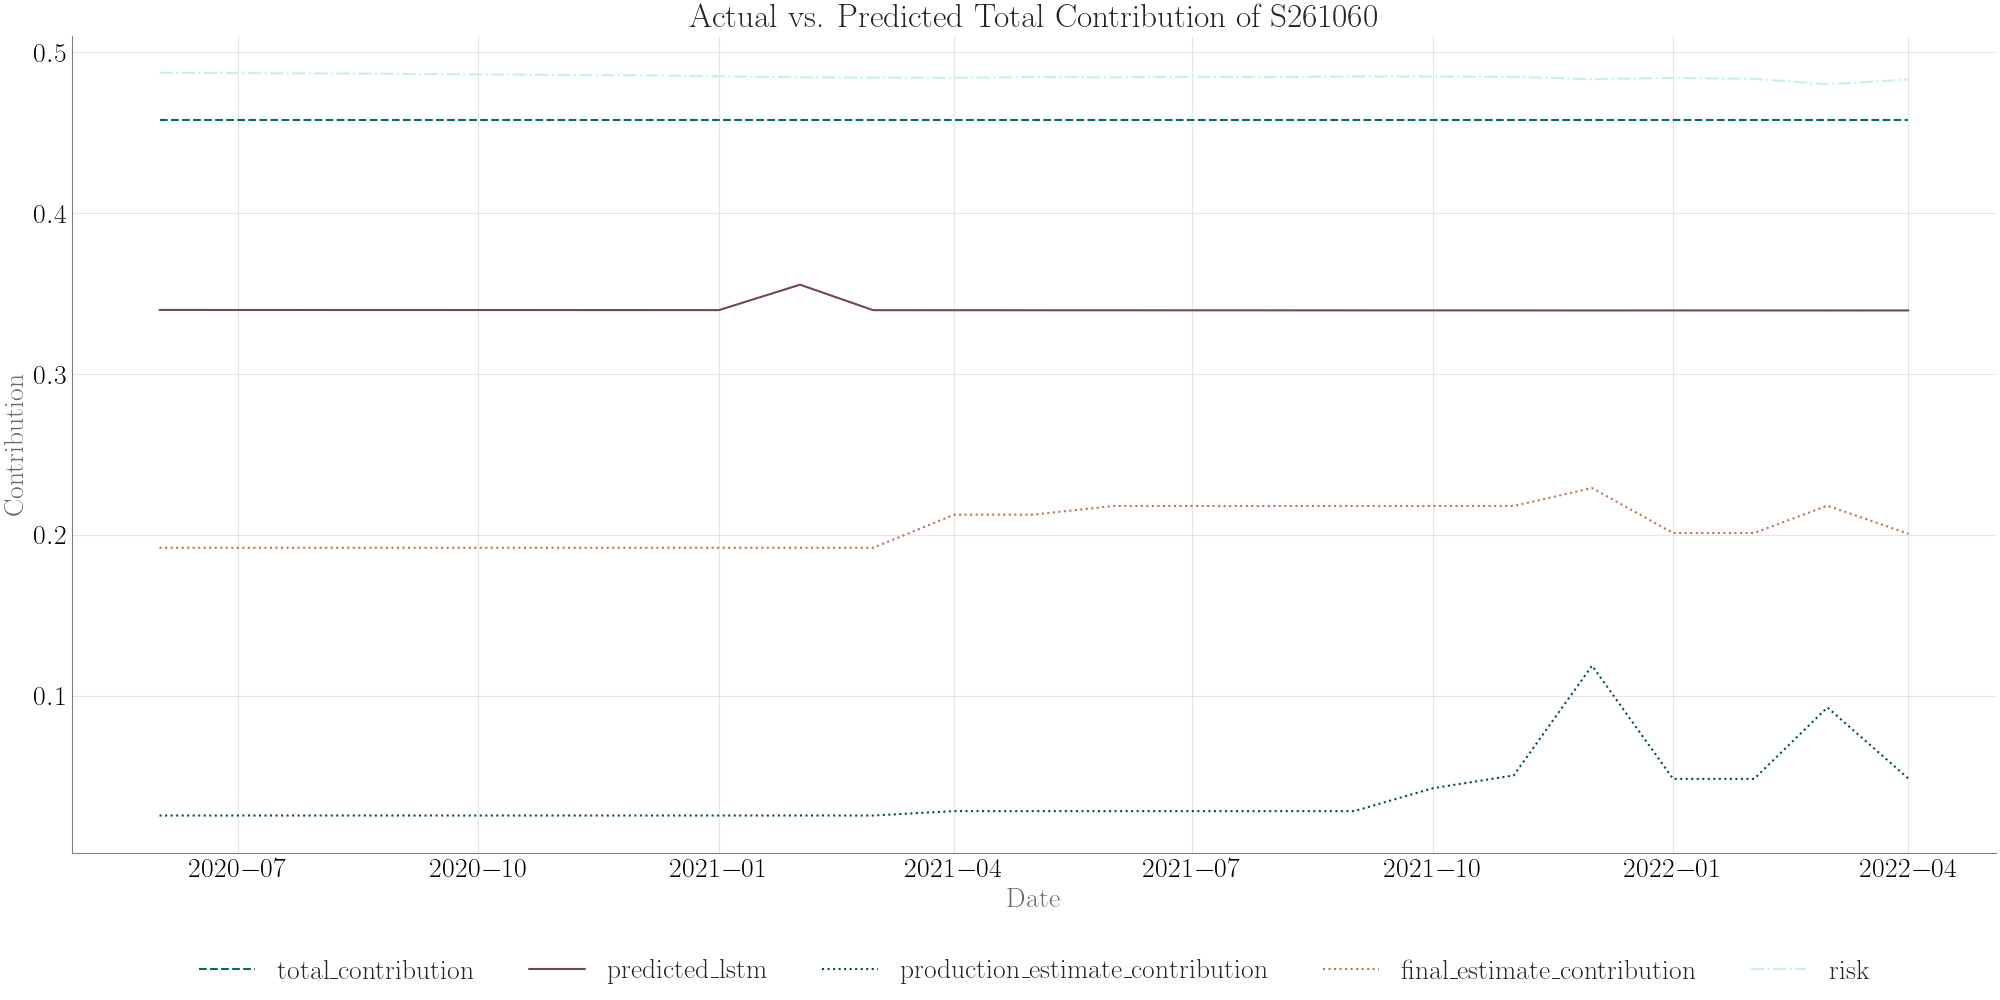 Actual vs. Predicted Total Contribution of S261060
0.5
0.4
0.3
0.2
0.1
Contribution
2020−07 2020−10 2021−01 2021−04 2021−07 2021−10 2022−01 2022−04
Date
total_contribution predicted_lstm production_estimate_contribution final_estimate_contribution risk